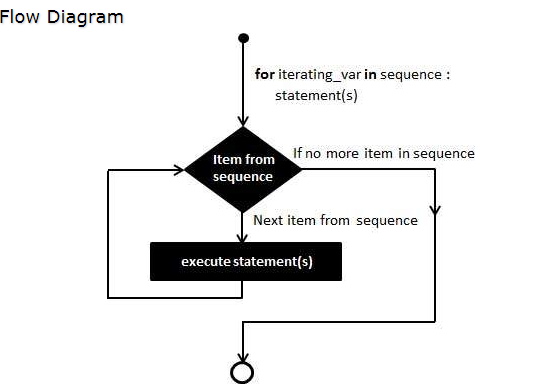 Flow Diagram
for iterating_var in sequence :
statement(s)
If no more item in sequence
Item from
sequence
Next item from sequence
execute statement(s)